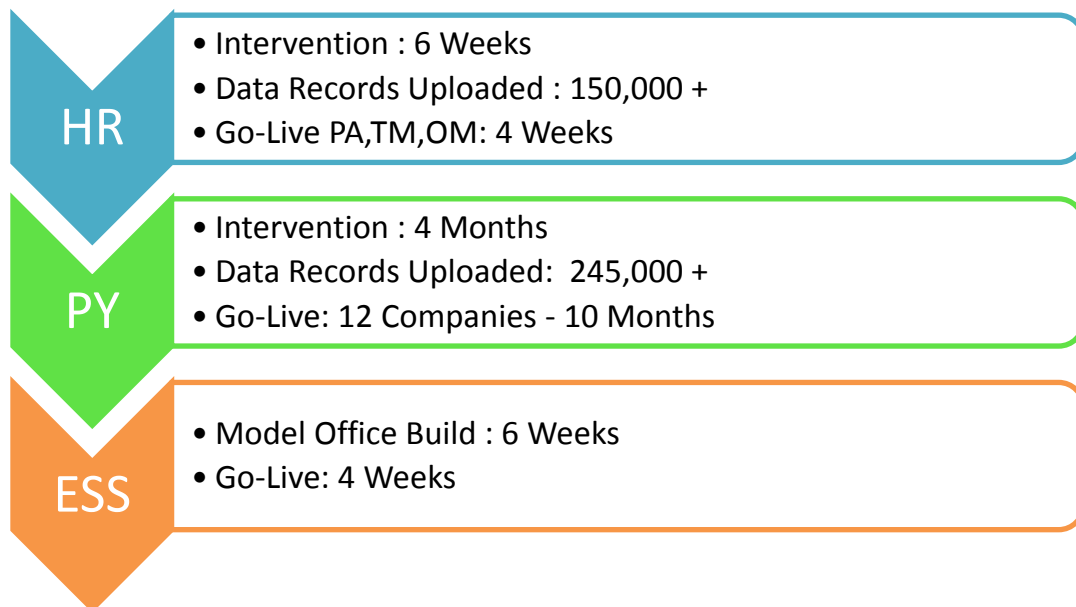 HR
• Intervention : 6 Weeks
• Data Records Uploaded : 150,000 +
• Go-Live PA,TM,OM: 4 Weeks
PY
• Intervention : 4 Months
• Data Records Uploaded:  245,000 +
• Go-Live: 12 Companies - 10 Months
ESS
• Model Office Build : 6 Weeks
• Go-Live: 4 Weeks